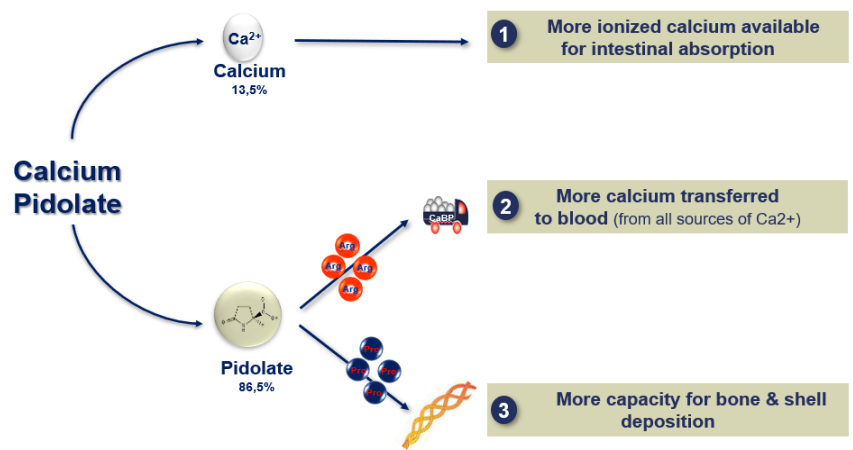 Ca2+
Calcium
13,5%
1
More ionized calcium available
for intestinal absorption
Calcium
Pidolate
CaBP
2
More calcium transferred
to blood (from all sources of Ca2+)
Arg
Arg
Arg
Arg
O
O
O
H
H
Pidolate
86,5%
Pro
Pro
Pro
Pro
3
More capacity for bone & shell
deposition